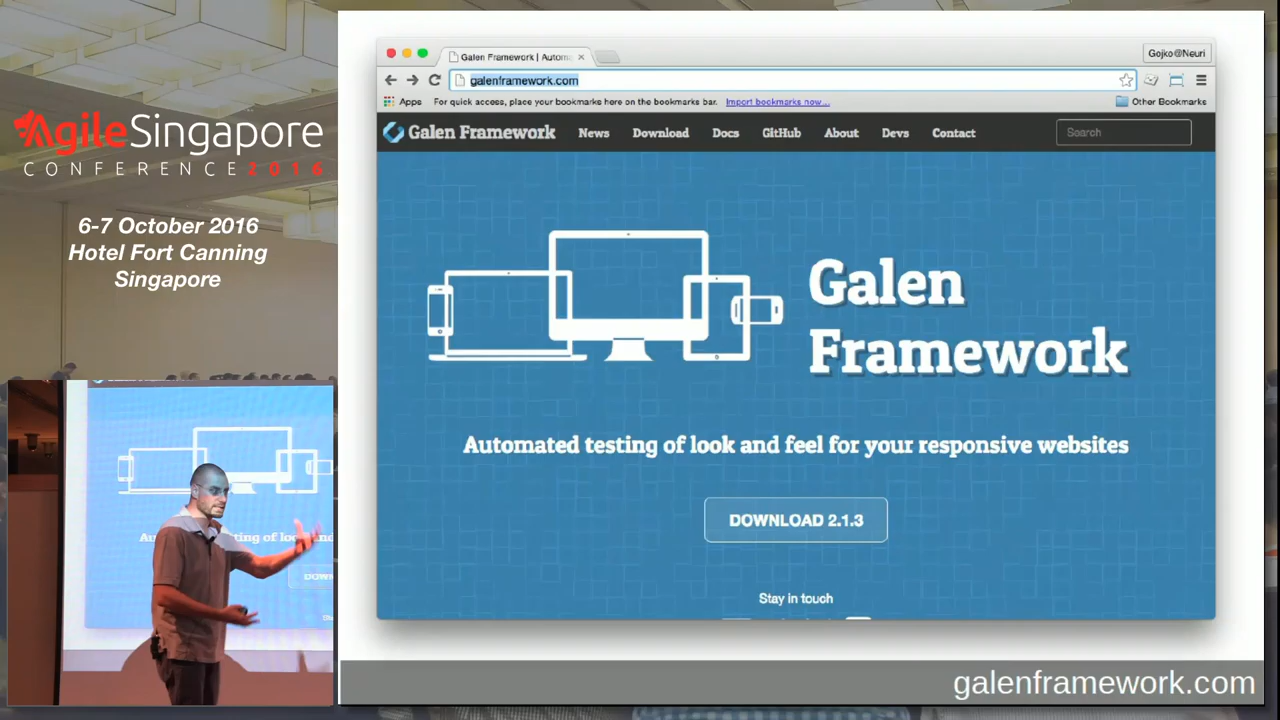 AgileSingapore
CONFERENCE 2016
6-7 October 2016
Hotel Fort Canning
Singapore
Galen Framework | Autom
Gojko@Neuri
galenframework.com
Apps For quick access, place your bookmarks here on the bookmarks bar. Import bookmarks now... Other Bookmarks
Galen Framework News Download Docs GitHub About Devs Contact Search
Galen
Framework
Automated testing of look and feel for your responsive websites
DOWNLOAD 2.1.3
Stay in touch
galenframework.com